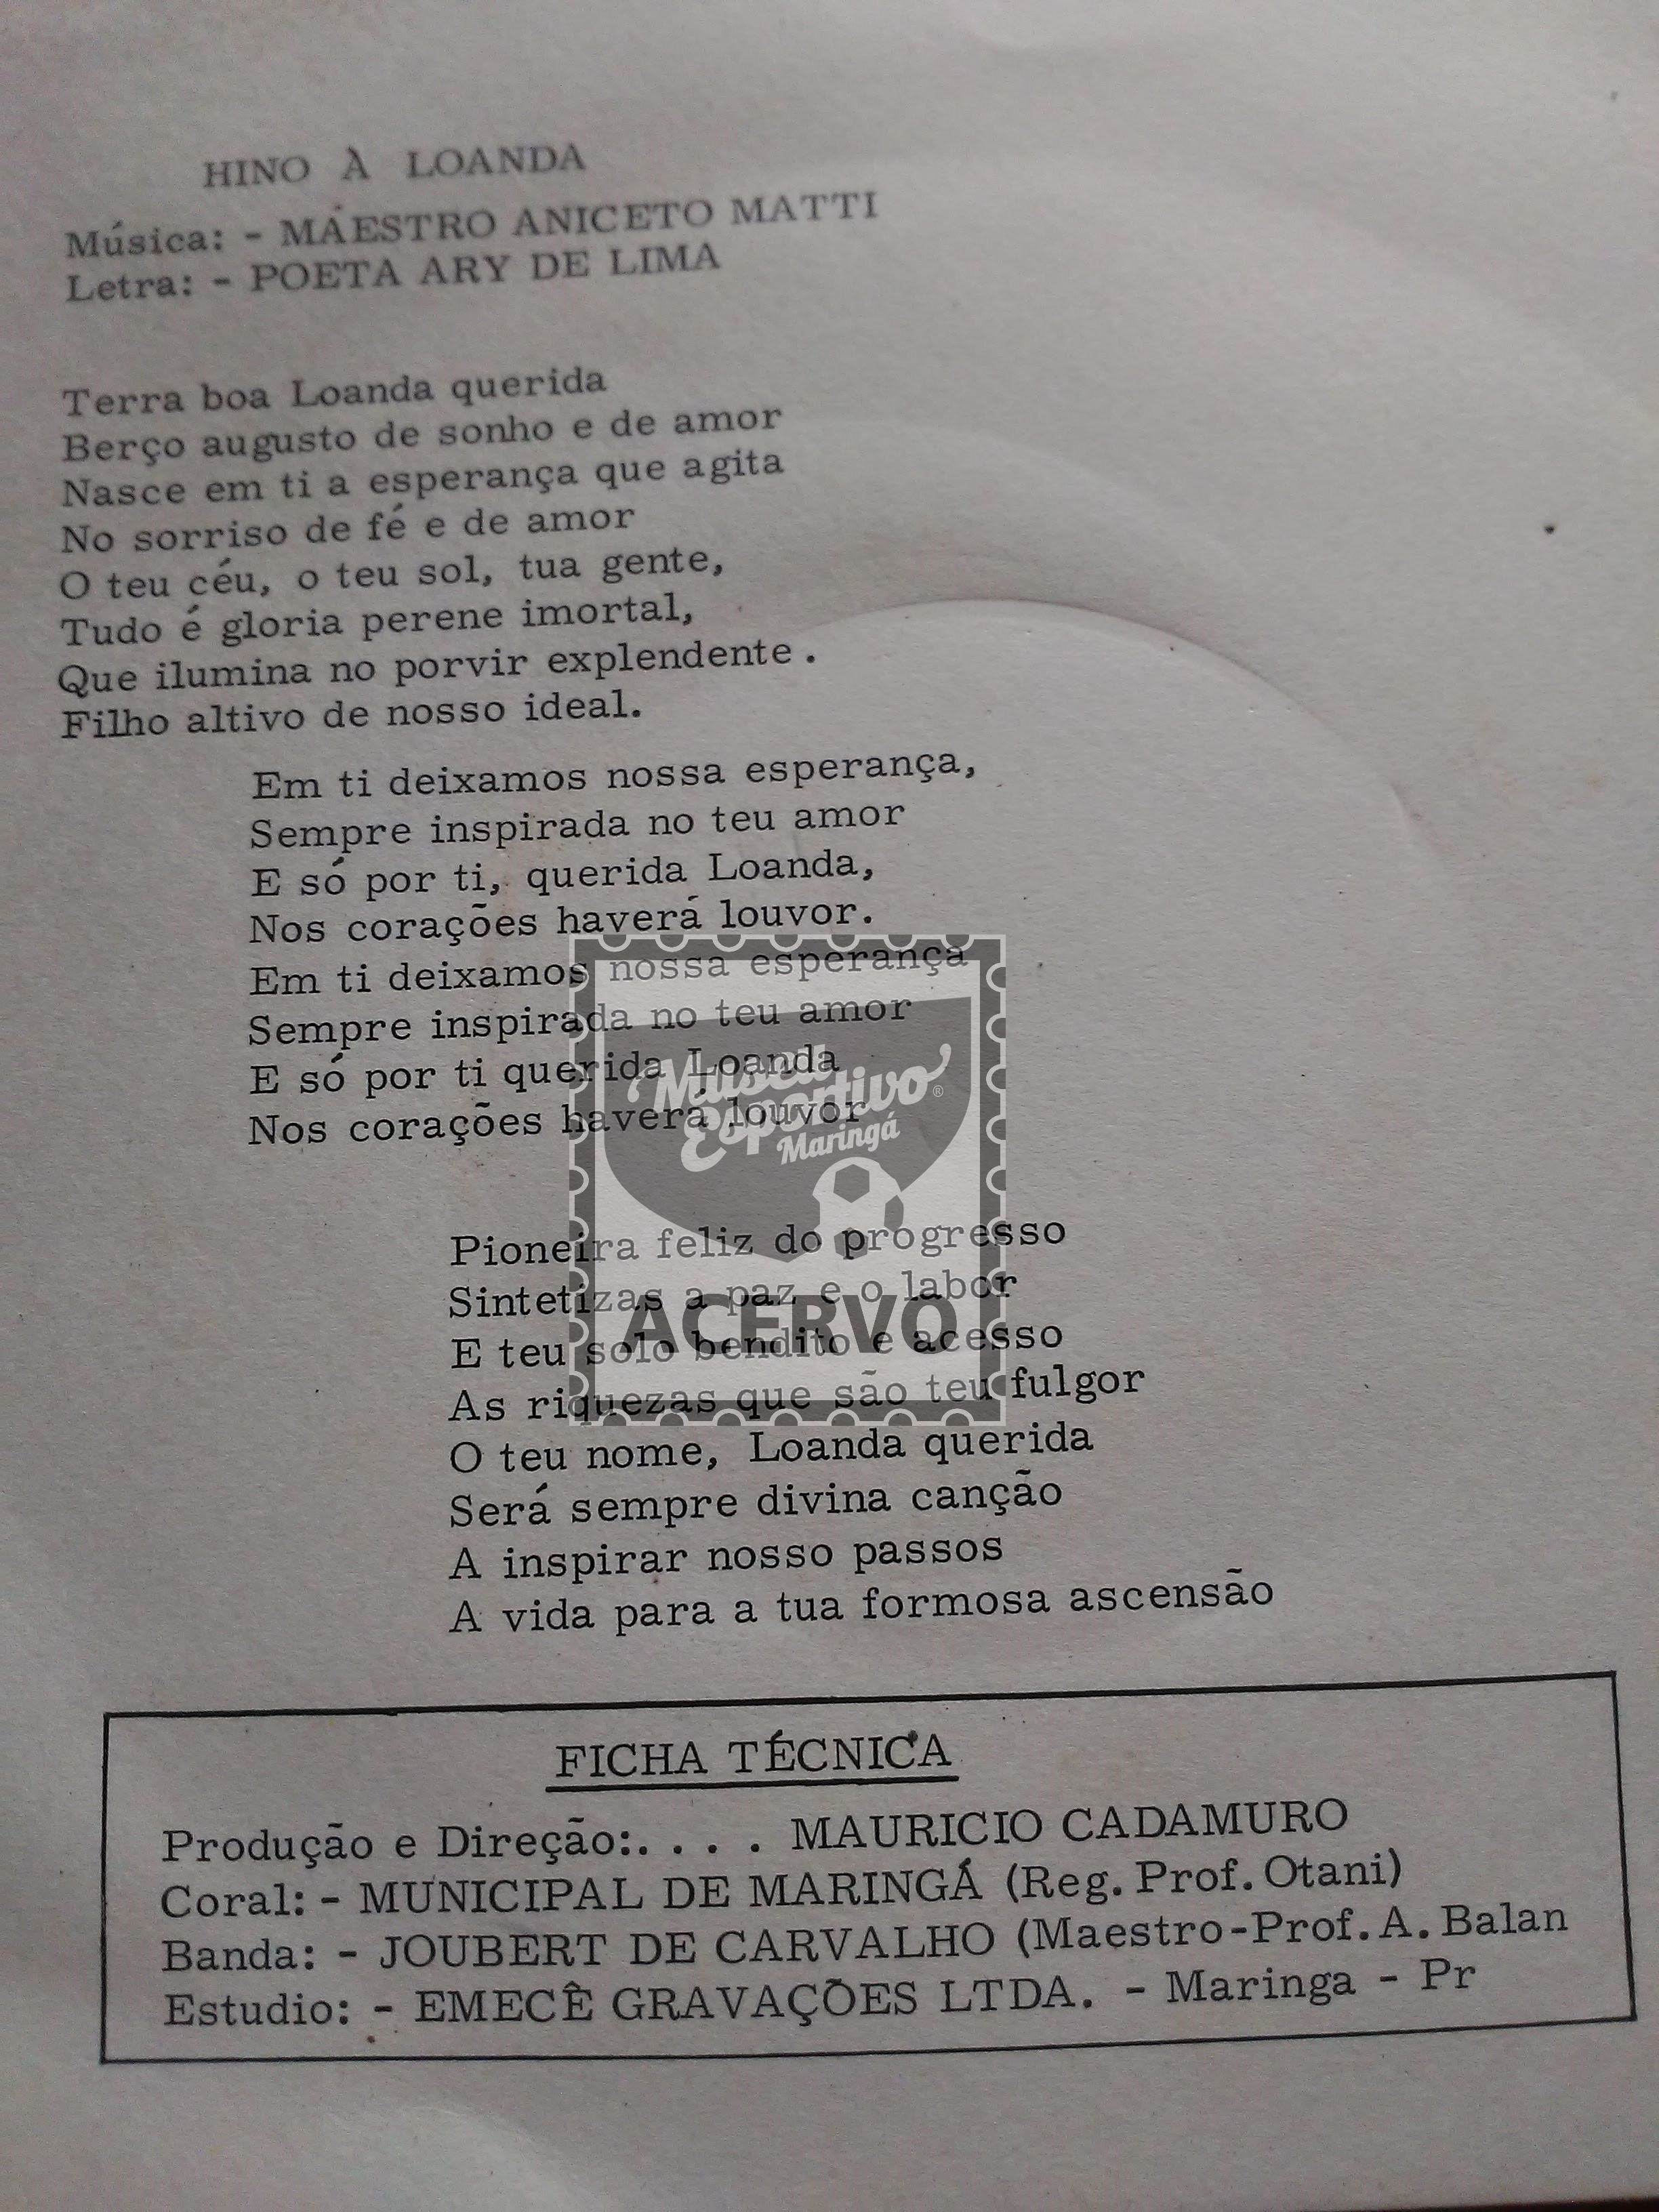 HINO À LOANDA
Música: - MAESTRO ANICETO MATTI
Letra: - POETA ARY DE LIMA
Terra boa Loanda querida
Berço augusto de sonho e de amor
Nasce em ti a esperança que agita
No sorriso de fé e de amor
O teu céu, o teu sol, tua gente,
Tudo é gloria perene imortal,
Que ilumina no porvir explendente.
Filho altivo de nosso ideal.
Em ti deixamos nossa esperança,
Sempre inspirada no teu amor
E só por ti, querida Loanda,
Nos corações haverá louvor.
Em ti deixamos nossa esperança
Sempre inspirada no teu amor
E só por ti querida Loanda
Nos corações haverá louvor
Museu
Esportivo®
Maringá
Pioneira feliz do progresso
Sintetizas a paz e o labor
ACERVO
E teu solo bendito e acesso
As riquezas que são teu fulgor
O teu nome, Loanda querida
Será sempre divina canção
A inspirar nosso passos
A vida para a tua formosa ascensão
FICHA TÉCNICA
Produção e Direção:. . . . MAURICIO CADAMURO
Coral: - MUNICIPAL DE MARINGÁ (Reg. Prof. Otani)
Banda: - JOUBERT DE CARVALHO (Maestro-Prof. A. Balan
Estudio: - EMECÊ GRAVAÇÕES LTDA. - Maringa - Pr